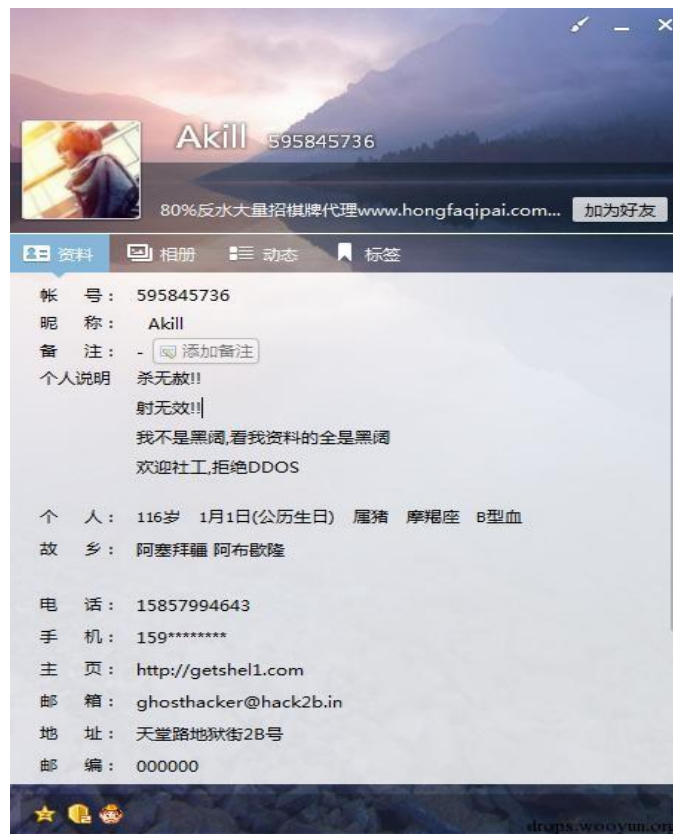 Akill 595845736
80%反水大量招棋牌代理www.hongfaqipai.com... 加为好友
资料 相册 动态 标签
帐 号： 595845736
昵 称： Akill
备 注： - 添加备注
个人说明 杀无赦!!
射无效!!
我不是黑阔,看我资料的全是黑阔
欢迎社工,拒绝DDOS
个 人： 116岁 1月1日(公历生日) 属猪 摩羯座 B型血
故 乡： 阿塞拜疆 阿布歇隆
电 话： 15857994643
手 机： 159********
主 页： http://getshel1.com
邮 箱： ghosthacker@hack2b.in
地 址： 天堂路地狱街2B号
邮 编： 000000
drops.wooyun.org